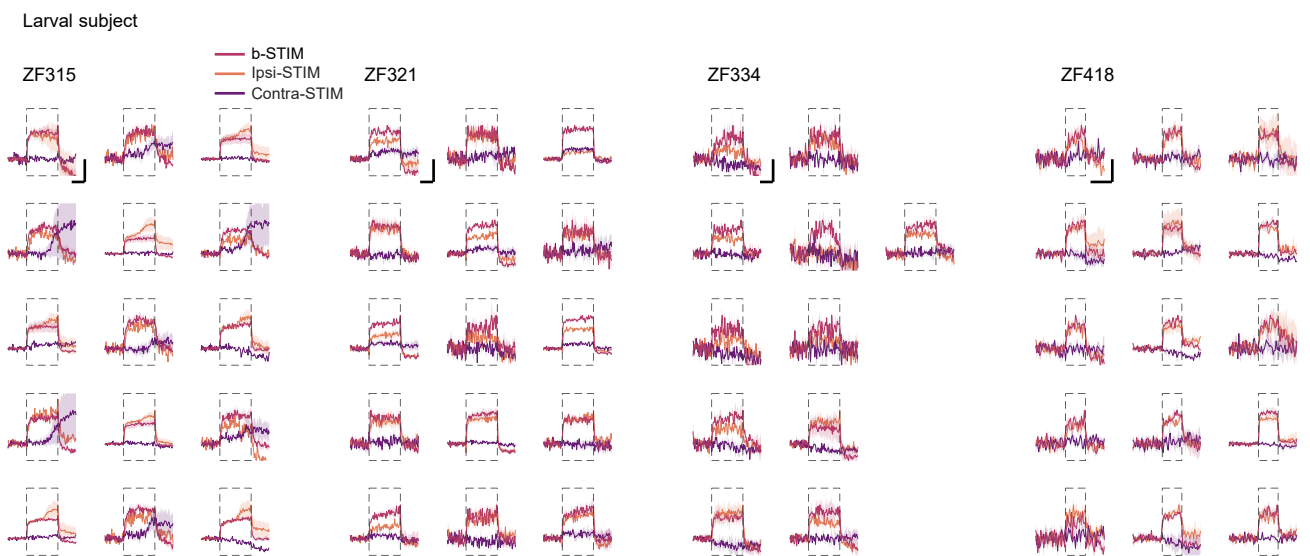 Larval subject
b-STIM
Ipsi-STIM
Contra-STIM
ZF315
ZF321
ZF334
ZF418